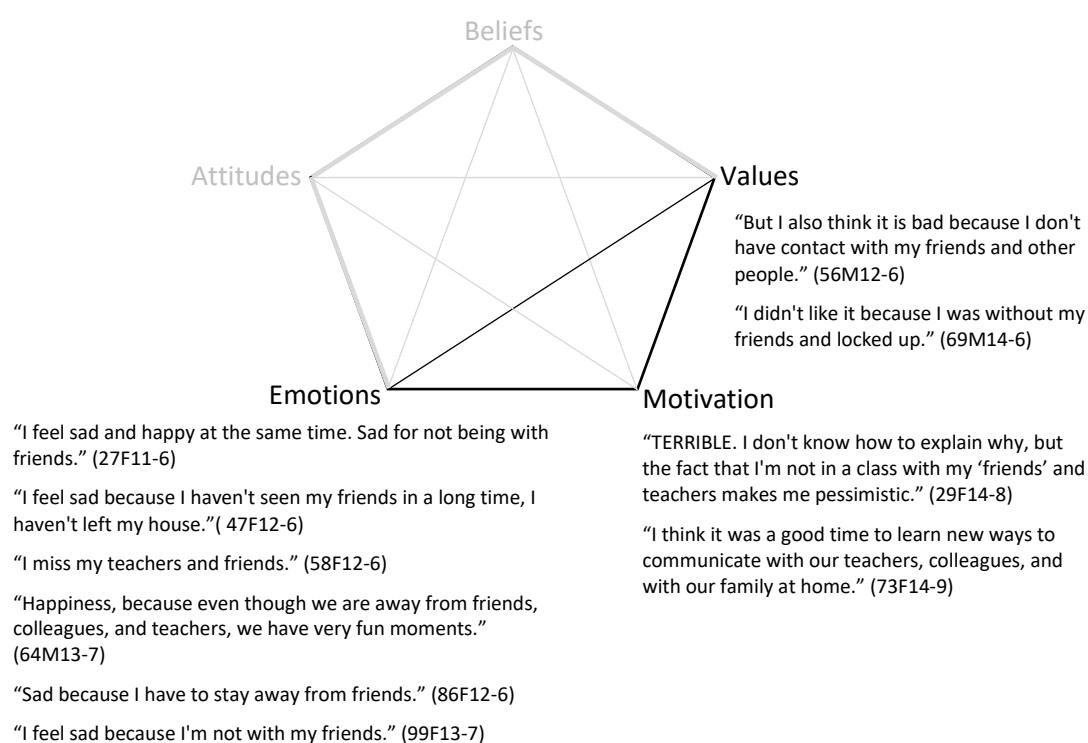 Beliefs
Attitudes
Values
“But I also think it is bad because I don't
have contact with my friends and other
people.” (56M12-6)
“I didn't like it because I was without my
friends and locked up.” (69M14-6)
Emotions
“I feel sad and happy at the same time. Sad for not being with
friends.” (27F11-6)
“I feel sad because I haven't seen my friends in a long time, I
haven't left my house.”( 47F12-6)
“I miss my teachers and friends.” (58F12-6)
“Happiness, because even though we are away from friends,
colleagues, and teachers, we have very fun moments.”
(64M13-7)
“Sad because I have to stay away from friends.” (86F12-6)
“I feel sad because I'm not with my friends.” (99F13-7)
Motivation
“TERRIBLE. I don't know how to explain why, but
the fact that I'm not in a class with my ‘friends’ and
teachers makes me pessimistic.” (29F14-8)
“I think it was a good time to learn new ways to
communicate with our teachers, colleagues, and
with our family at home.” (73F14-9)